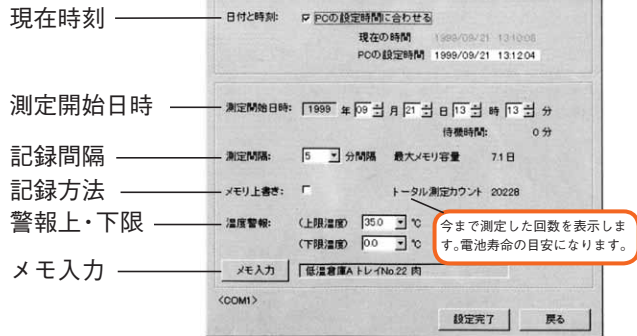 現在時刻
日付と時刻: PCの設定時間に合わせる
現在の時間 1999/09/21 13:10:06
PCの設定時間 1999/09/21 13:12:04
測定開始日時
測定開始日時: 1999 年 09 月 21 日 13 時 13 分
待機時間: 0 分
記録間隔
測定間隔: 5 分間隔 最大メモリ容量 7.1 日
記録方法
メモリ上書き: トータル測定カウント 20228
警報上・下限
温度警報: (上限温度) 35.0 ℃
(下限温度) 0.0 ℃
今まで測定した回数を表示しま
す。電池寿命の目安になります。
メモ入力
メモ入力 低温倉庫A トレイNo.22 肉
<COM1>
設定完了 戻る